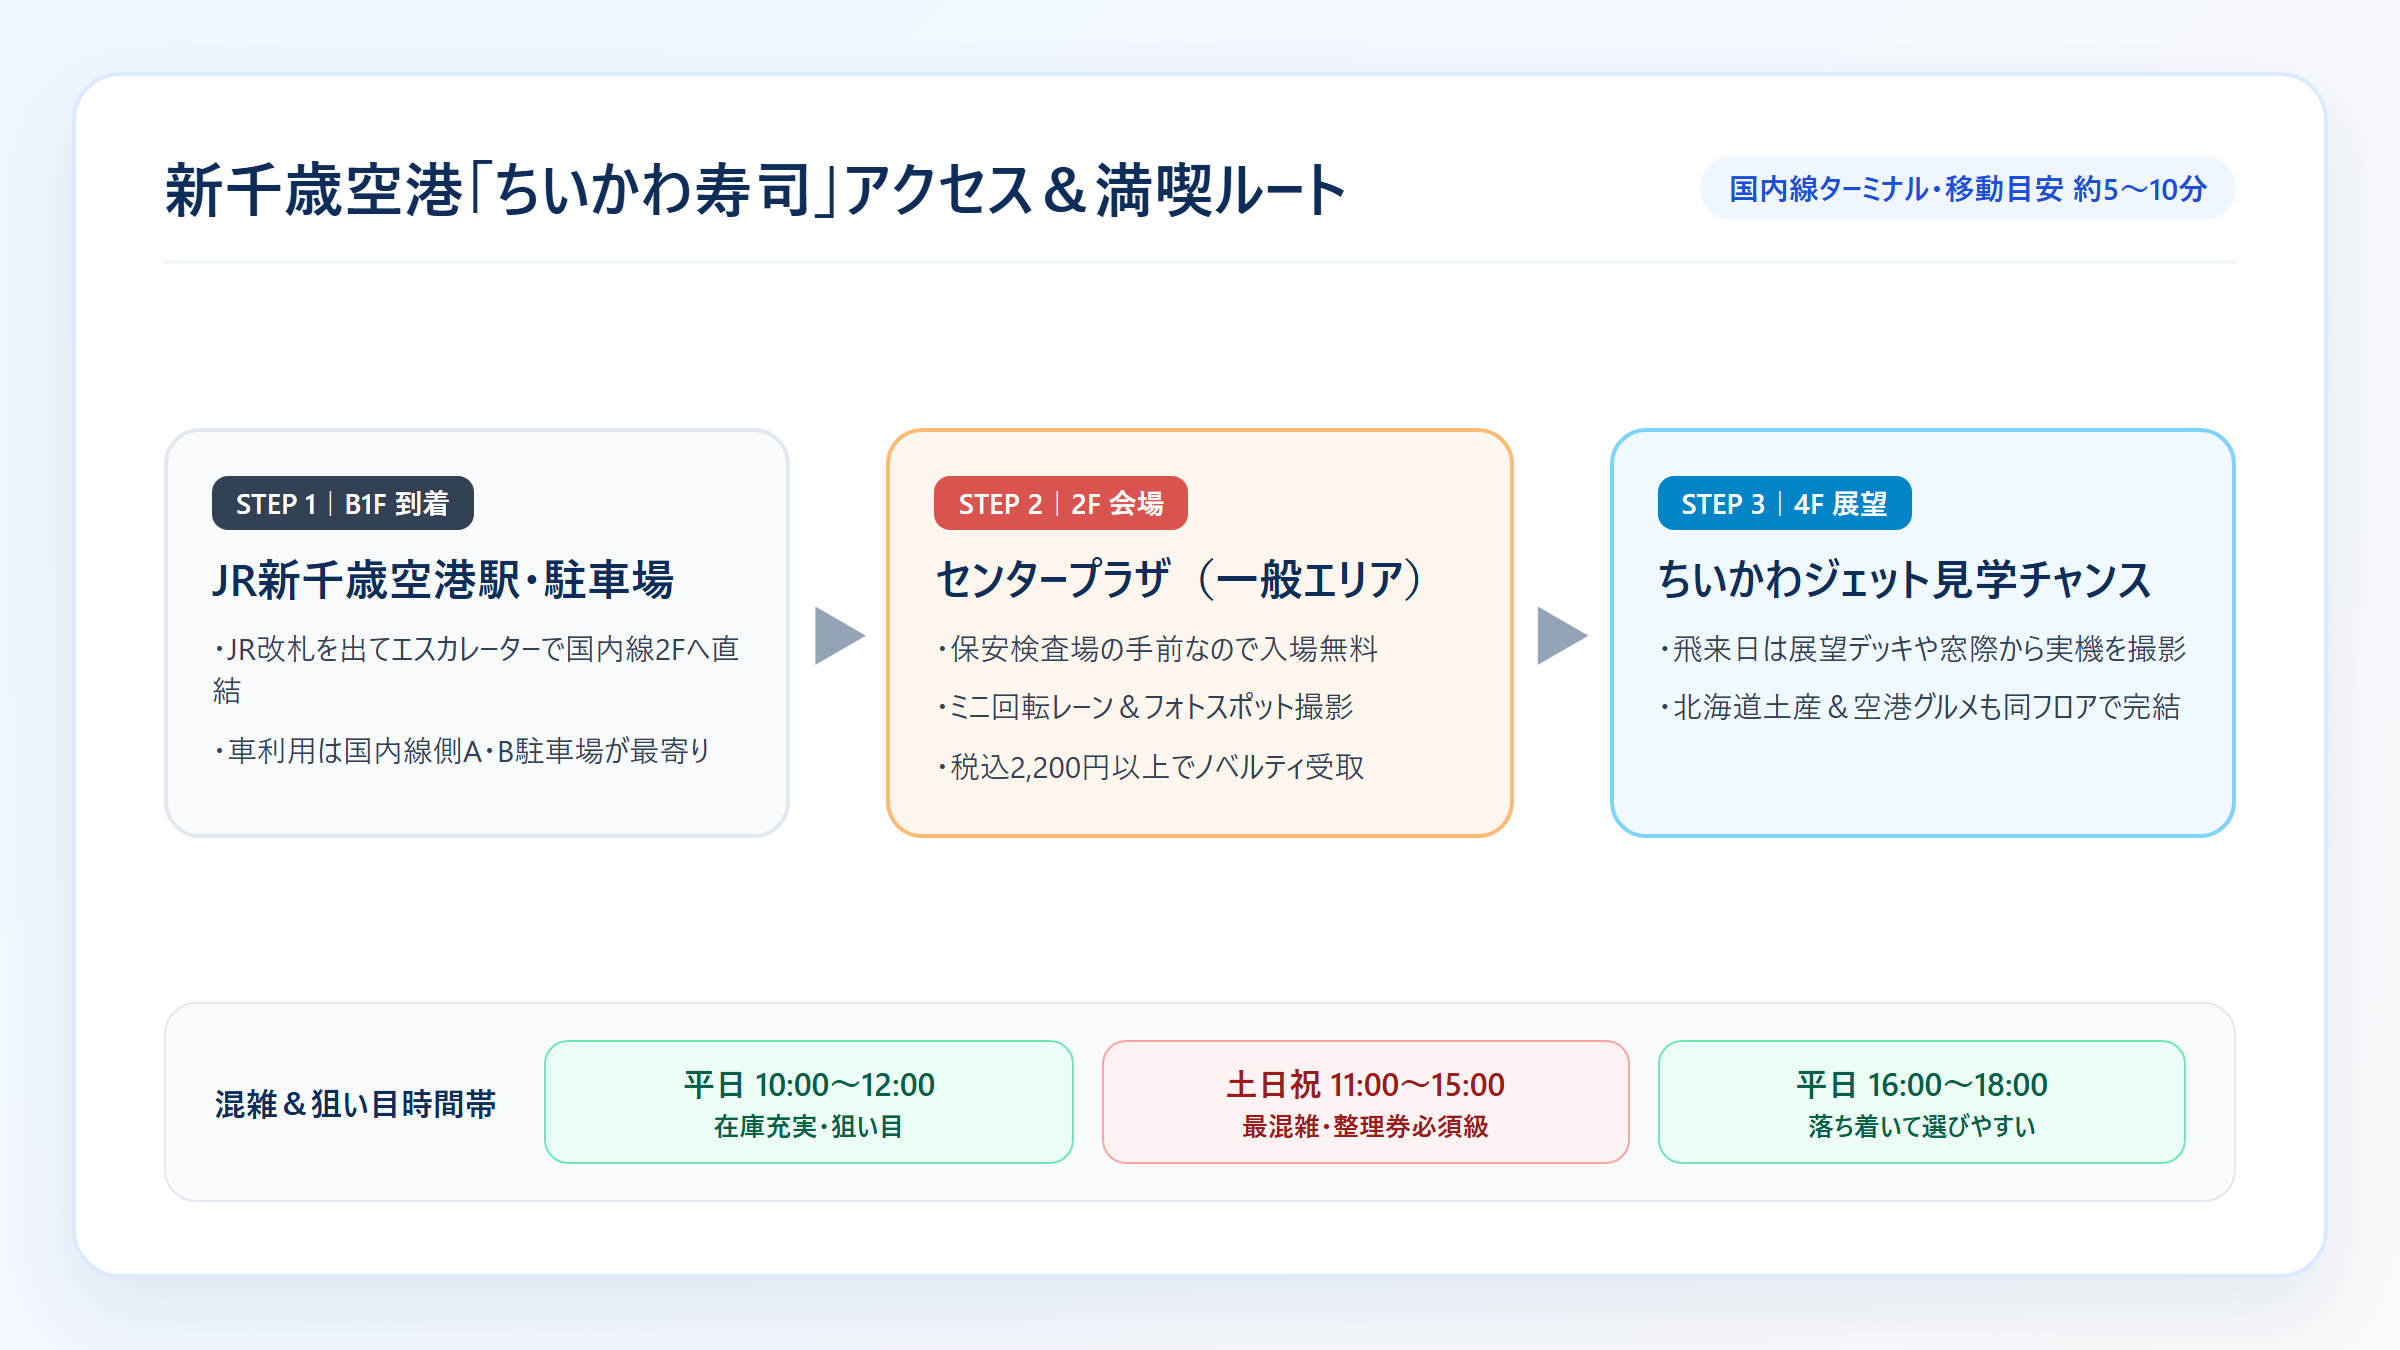 新千歳空港「ちいかわ寿司」アクセス＆満喫ルート
国内線ターミナル・移動目安 約5〜10分
STEP 1｜B1F 到着
JR新千歳空港駅・駐車場
・JR改札を出てエスカレーターで国内線2Fへ直
結
・車利用は国内線側A・B駐車場が最寄り
STEP 2｜2F 会場
センタープラザ（一般エリア）
・保安検査場の手前なので入場無料
・ミニ回転レーン＆フォトスポット撮影
・税込2,200円以上でノベルティ受取
STEP 3｜4F 展望
ちいかわジェット見学チャンス
・飛来日は展望デッキや窓際から実機を撮影
・北海道土産＆空港グルメも同フロアで完結
混雑＆狙い目時間帯
平日 10:00〜12:00
在庫充実・狙い目
土日祝 11:00〜15:00
最混雑・整理券必須級
平日 16:00〜18:00
落ち着いて選びやすい